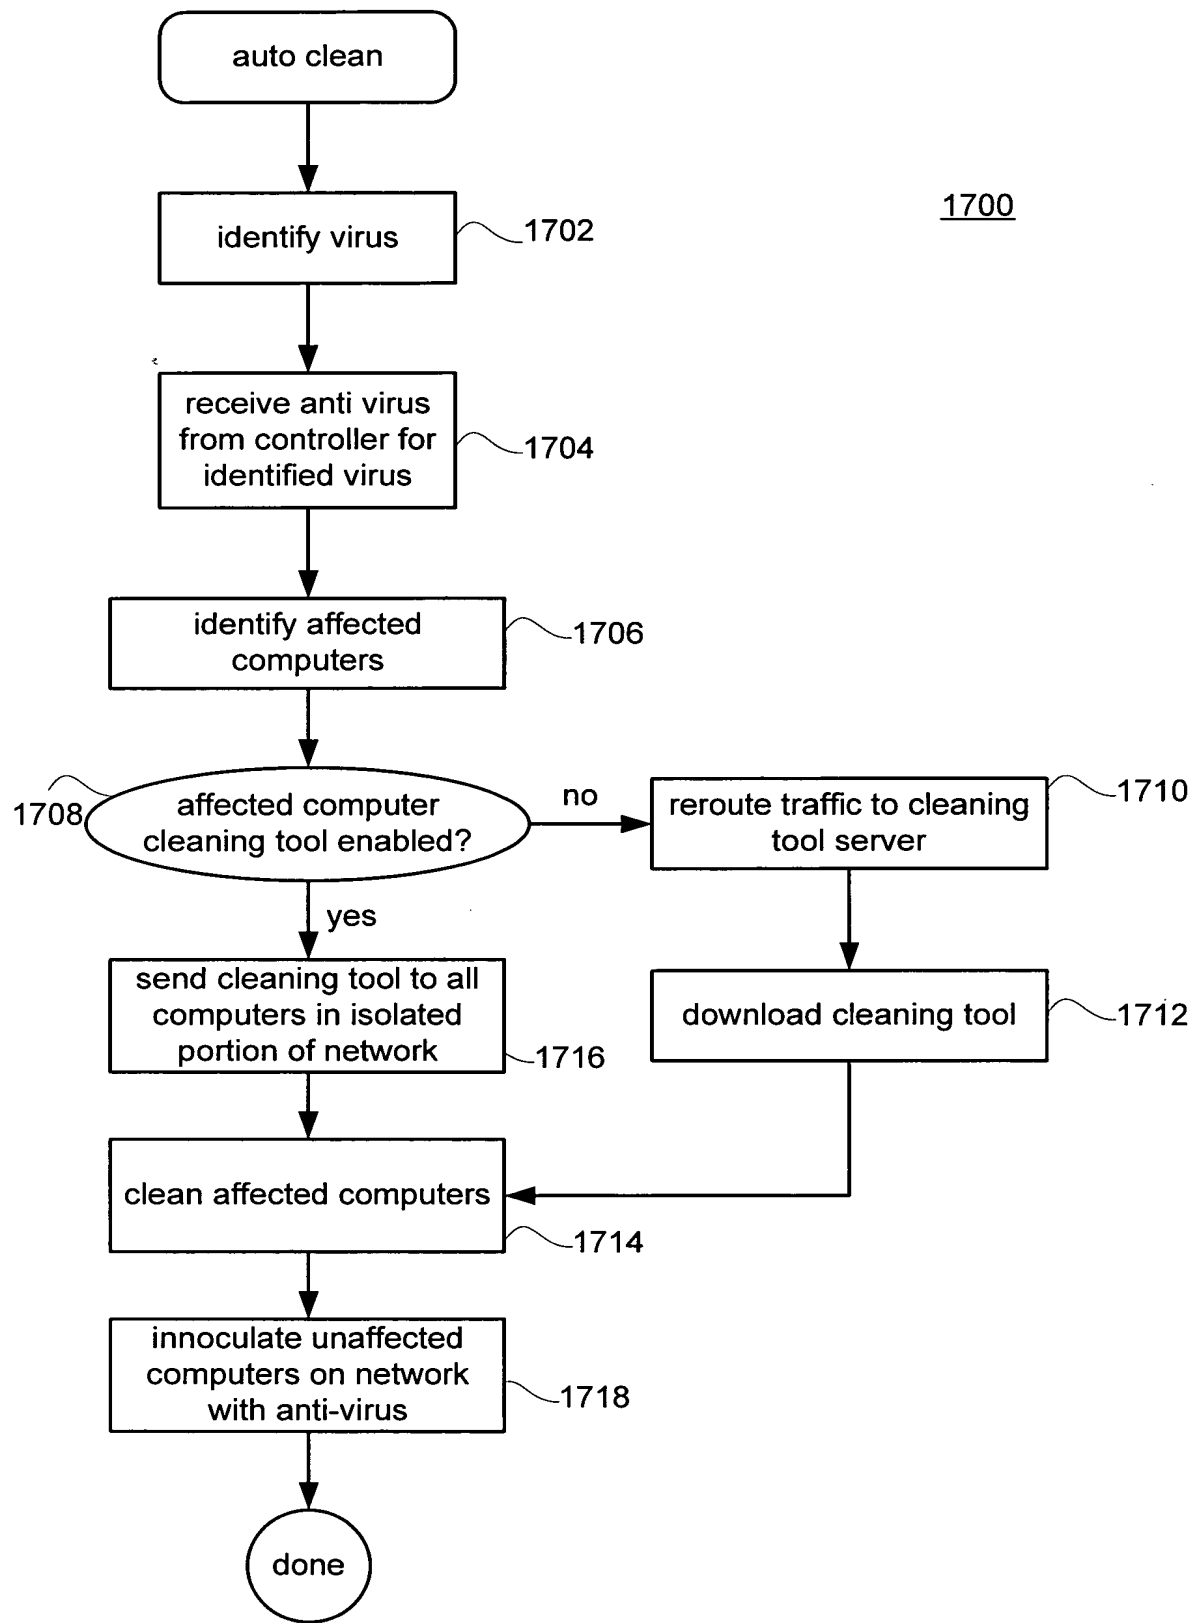 auto clean
1700
identify virus
1702
receive anti virus
from controller for
identified virus
1704
identify affected
computers
1706
1708
affected computer
cleaning tool enabled?
no
reroute traffic to cleaning
tool server
1710
yes
send cleaning tool to all
computers in isolated
portion of network
1716
download cleaning tool
1712
clean affected computers
1714
innoculate unaffected
computers on network
with anti-virus
1718
done